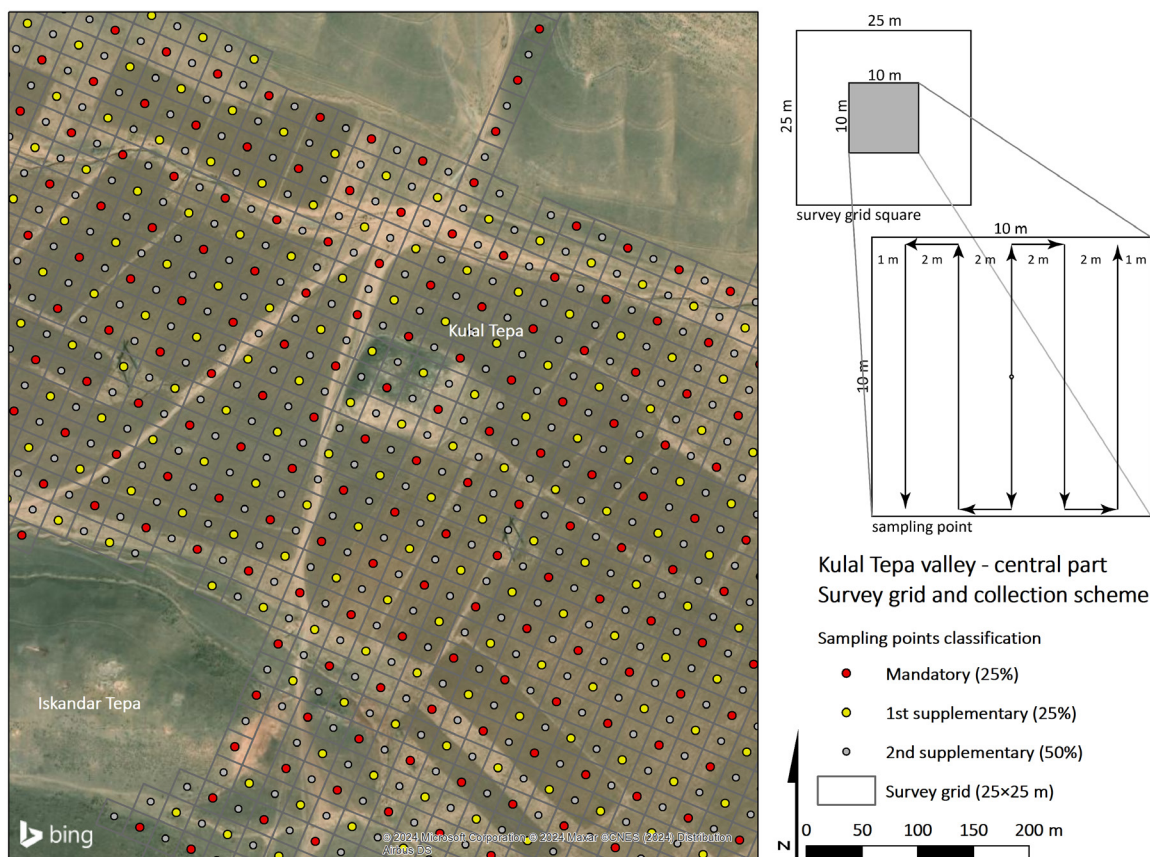 Kulal Tepa
Iskandar Tepa
bing
© 2024 Microsoft Corporation © 2024 Maxar ©CNES (2024) Distribution
Airbus DS
25 m
25 m
10 m
10 m
survey grid square
10 m
1 m
2 m
2 m
2 m
2 m
1 m
10 m
sampling point
Kulal Tepa valley - central part
Survey grid and collection scheme
Sampling points classification
Mandatory (25%)
1st supplementary (25%)
2nd supplementary (50%)
Survey grid (25×25 m)
N
0 50 100 150 200 m